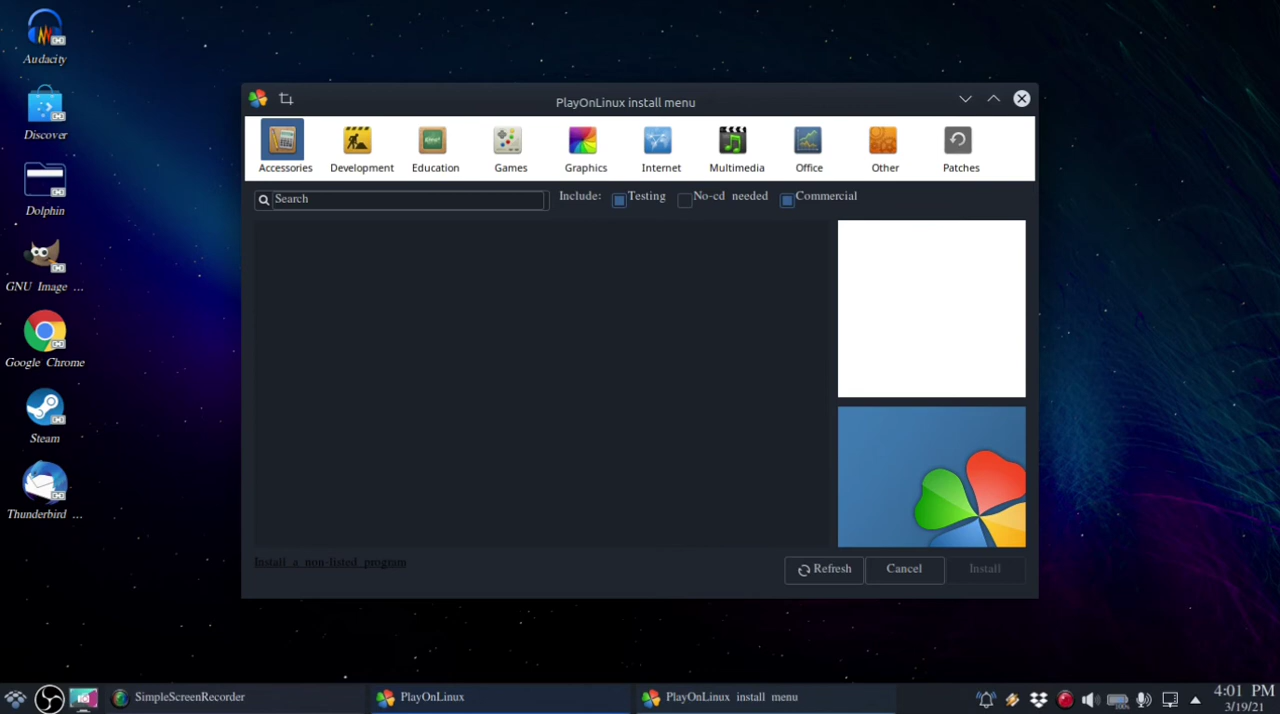 Audacity
Discover
Dolphin
GNU Image ...
Google Chrome
Steam
Thunderbird ...
PlayOnLinux install menu
Accessories Development Education Games Graphics Internet Multimedia Office Other Patches
Search Include: Testing No-cd needed Commercial
Install a non-listed program
Refresh Cancel Install
SimpleScreenRecorder PlayOnLinux PlayOnLinux install menu
4:01 PM
3/19/21